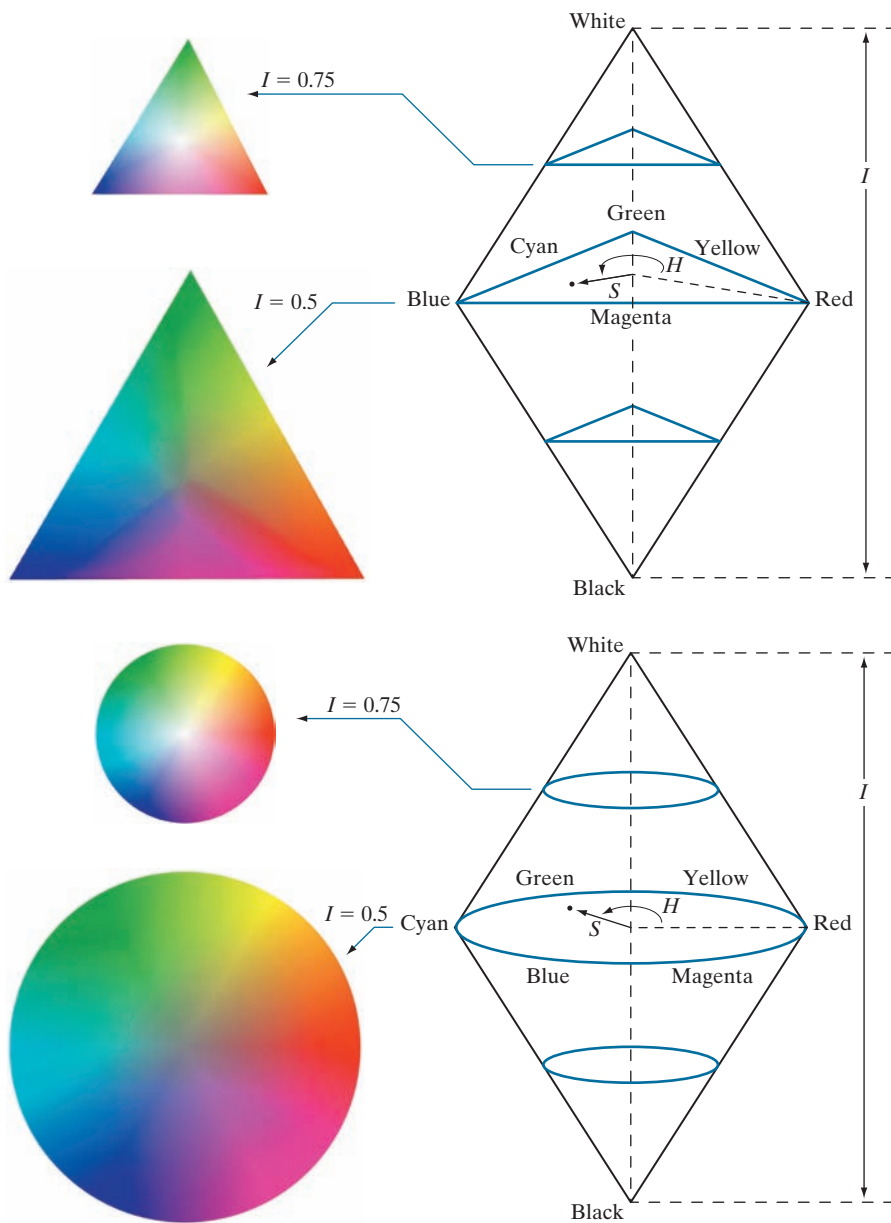 White
I = 0.75
I
Green
Cyan
Yellow
H
S
I = 0.5
Blue
Red
Magenta
Black
White
I = 0.75
I
Green
Yellow
I = 0.5
Cyan
H
S
Red
Blue
Magenta
Black